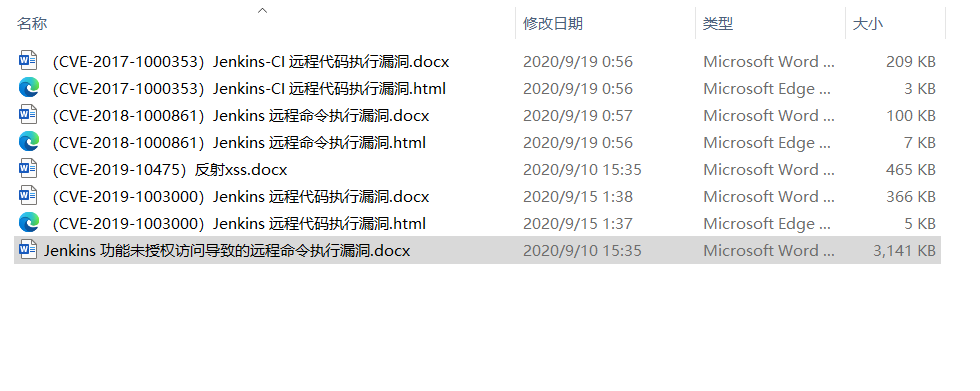 名称 修改日期 类型 大小
（CVE-2017-1000353）Jenkins-CI 远程代码执行漏洞.docx 2020/9/19 0:56 Microsoft Word ... 209 KB
（CVE-2017-1000353）Jenkins-CI 远程代码执行漏洞.html 2020/9/19 0:56 Microsoft Edge ... 3 KB
（CVE-2018-1000861）Jenkins 远程命令执行漏洞.docx 2020/9/19 0:57 Microsoft Word ... 100 KB
（CVE-2018-1000861）Jenkins 远程命令执行漏洞.html 2020/9/19 0:56 Microsoft Edge ... 7 KB
（CVE-2019-10475）反射xss.docx 2020/9/10 15:35 Microsoft Word ... 465 KB
（CVE-2019-1003000）Jenkins 远程代码执行漏洞.docx 2020/9/15 1:38 Microsoft Word ... 366 KB
（CVE-2019-1003000）Jenkins 远程代码执行漏洞.html 2020/9/15 1:37 Microsoft Edge ... 5 KB
Jenkins 功能未授权访问导致的远程命令执行漏洞.docx 2020/9/10 15:35 Microsoft Word ... 3,141 KB